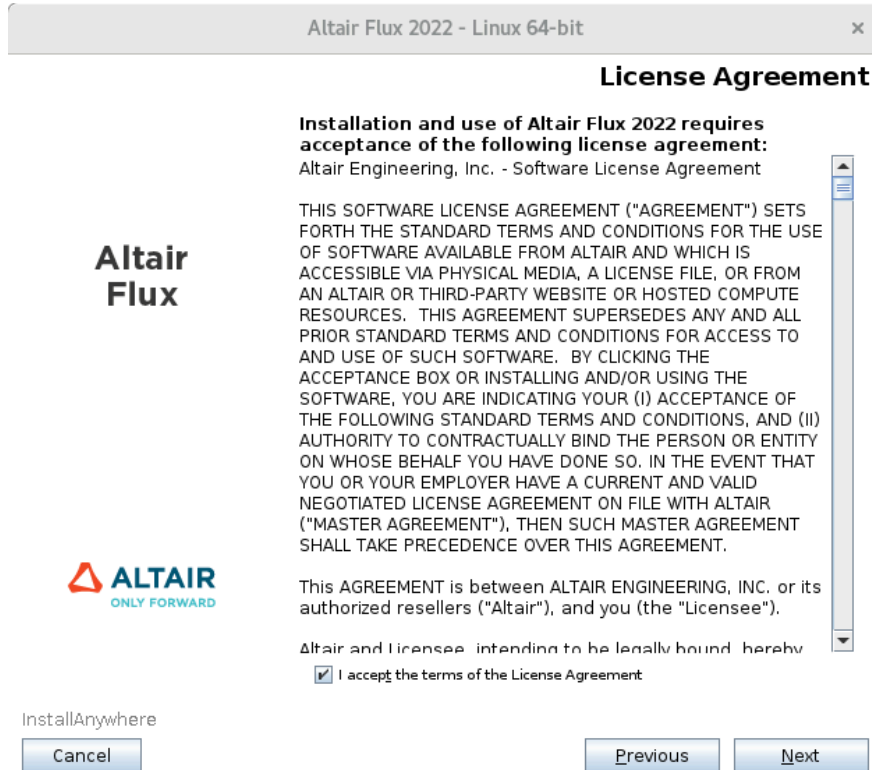 Altair Flux 2022 - Linux 64-bit
License Agreement
Installation and use of Altair Flux 2022 requires
acceptance of the following license agreement:
Altair Engineering, Inc. - Software License Agreement
THIS SOFTWARE LICENSE AGREEMENT ("AGREEMENT") SETS
FORTH THE STANDARD TERMS AND CONDITIONS FOR THE USE
OF SOFTWARE AVAILABLE FROM ALTAIR AND WHICH IS
ACCESSIBLE VIA PHYSICAL MEDIA, A LICENSE FILE, OR FROM
AN ALTAIR OR THIRD-PARTY WEBSITE OR HOSTED COMPUTE
RESOURCES.  THIS AGREEMENT SUPERSEDES ANY AND ALL
PRIOR STANDARD TERMS AND CONDITIONS FOR ACCESS TO
AND USE OF SUCH SOFTWARE.  BY CLICKING THE
ACCEPTANCE BOX OR INSTALLING AND/OR USING THE
SOFTWARE, YOU ARE INDICATING YOUR (I) ACCEPTANCE OF
THE FOLLOWING STANDARD TERMS AND CONDITIONS, AND (II)
AUTHORITY TO CONTRACTUALLY BIND THE PERSON OR ENTITY
ON WHOSE BEHALF YOU HAVE DONE SO. IN THE EVENT THAT
YOU OR YOUR EMPLOYER HAVE A CURRENT AND VALID
NEGOTIATED LICENSE AGREEMENT ON FILE WITH ALTAIR
("MASTER AGREEMENT"), THEN SUCH MASTER AGREEMENT
SHALL TAKE PRECEDENCE OVER THIS AGREEMENT.
This AGREEMENT is between ALTAIR ENGINEERING, INC. or its
authorized resellers ("Altair"), and you (the "Licensee").
Altair and Licensee, intending to be legally bound, hereby
I accept the terms of the License Agreement
Altair
Flux
ALTAIR
ONLY FORWARD
InstallAnywhere
Cancel
Previous
Next